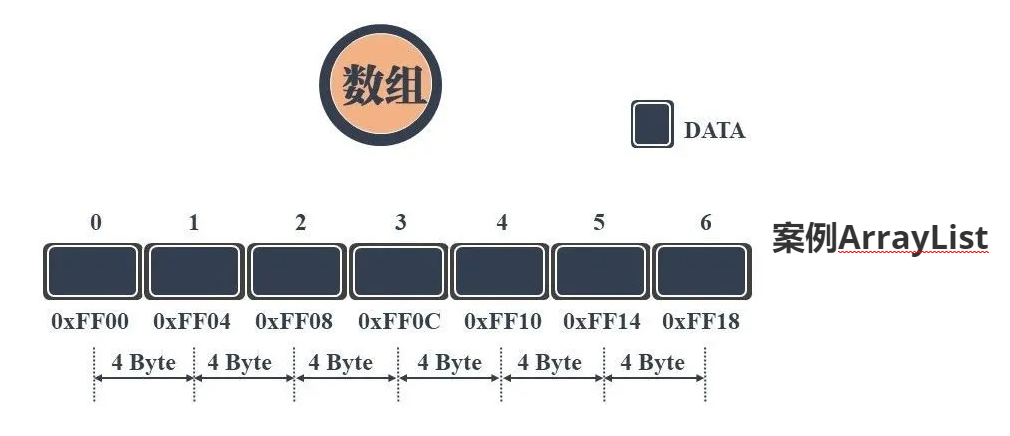 数组
DATA
0 1 2 3 4 5 6
案例ArrayList
0xFF00 0xFF04 0xFF08 0xFF0C 0xFF10 0xFF14 0xFF18
4 Byte 4 Byte 4 Byte 4 Byte 4 Byte 4 Byte